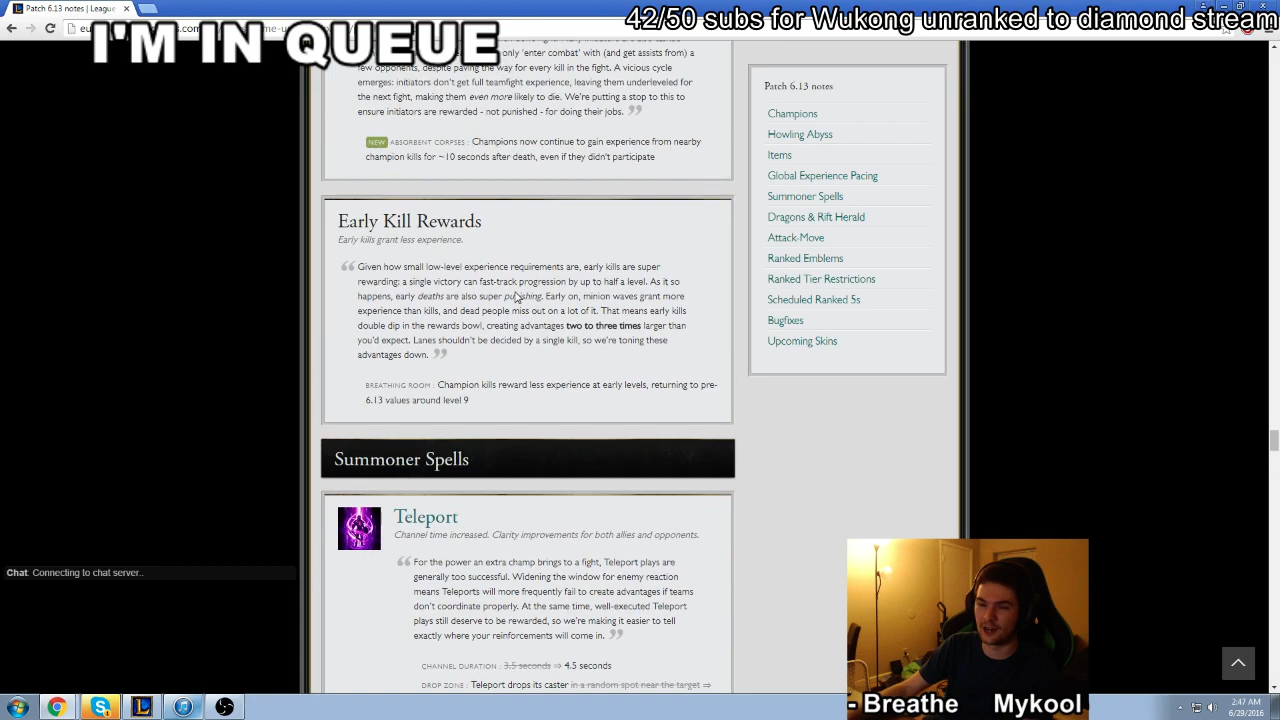 Patch 6.13 notes | League
42/50 subs for Wukong unranked to diamond stream
I'M IN QUEUE
only 'enter combat' with (and get assists from) a
few opponents, despite paving the way for every kill in the fight. A vicious cycle
emerges: initiators don't get full teamfight experience, leaving them underleveled for
the next fight, making them even more likely to die. We're putting a stop to this to
ensure initiators are rewarded - not punished - for doing their jobs.
NEW ABSORBENT CORPSES : Champions now continue to gain experience from nearby
champion kills for ~10 seconds after death, even if they didn't participate
Early Kill Rewards
Early kills grant less experience.
Given how small low-level experience requirements are, early kills are super
rewarding: a single victory can fast-track progression by up to half a level. As it so
happens, early deaths are also super punishing. Early on, minion waves grant more
experience than kills, and dead people miss out on a lot of it. That means early kills
double dip in the rewards bowl, creating advantages two to three times larger than
you'd expect. Lanes shouldn't be decided by a single kill, so we're toning these
advantages down.
BREATHING ROOM : Champion kills reward less experience at early levels, returning to pre-
6.13 values around level 9
Summoner Spells
Teleport
Channel time increased. Clarity improvements for both allies and opponents.
For the power an extra champ brings to a fight, Teleport plays are
generally too successful. Widening the window for enemy reaction
means Teleports will more frequently fail to create advantages if teams
don't coordinate properly. At the same time, well-executed Teleport
plays still deserve to be rewarded, so we're making it easier to tell
exactly where your reinforcements will come in.
CHANNEL DURATION : 3.5 seconds ⇒ 4.5 seconds
DROP ZONE : Teleport drops its caster in a random spot near the target ⇒
Patch 6.13 notes
Champions
Howling Abyss
Items
Global Experience Pacing
Summoner Spells
Dragons & Rift Herald
Attack-Move
Ranked Emblems
Ranked Tier Restrictions
Scheduled Ranked 5s
Bugfixes
Upcoming Skins
Chat: Connecting to chat server..
- Breathe Mykool
2:47 AM
6/29/2016